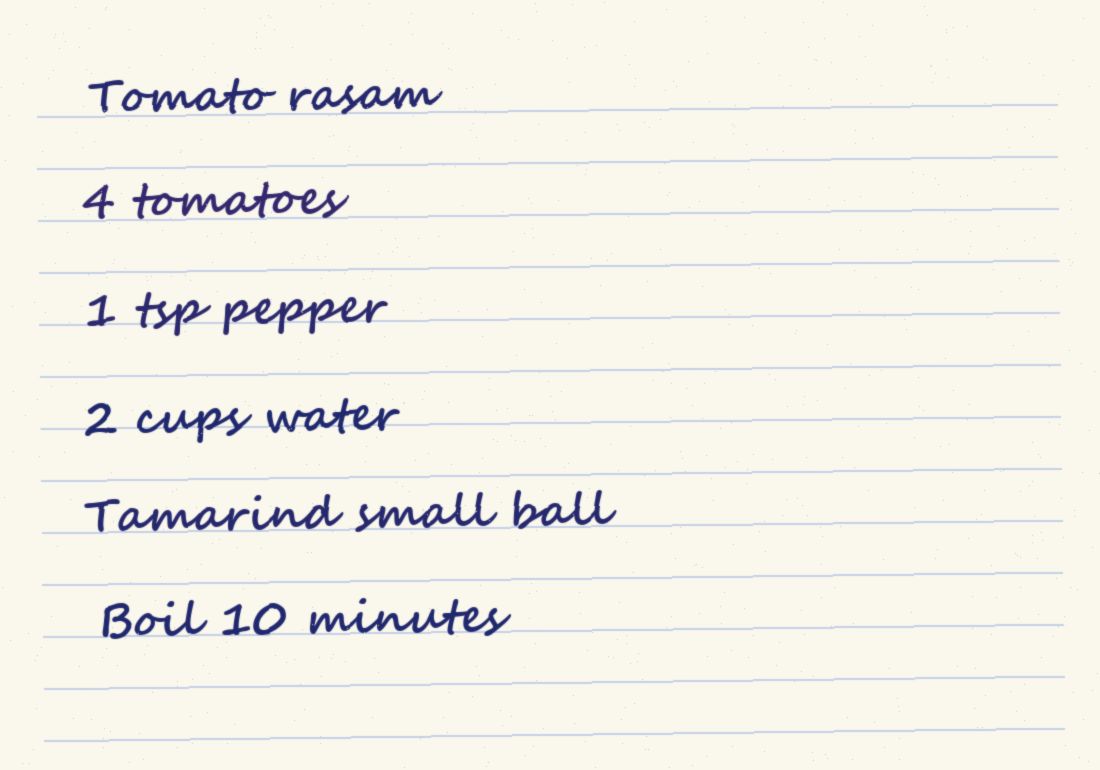 Tomato rasam
4 tomatoes
1 tsp pepper
2 cups water
Tamarind small ball
Boil 10 minutes